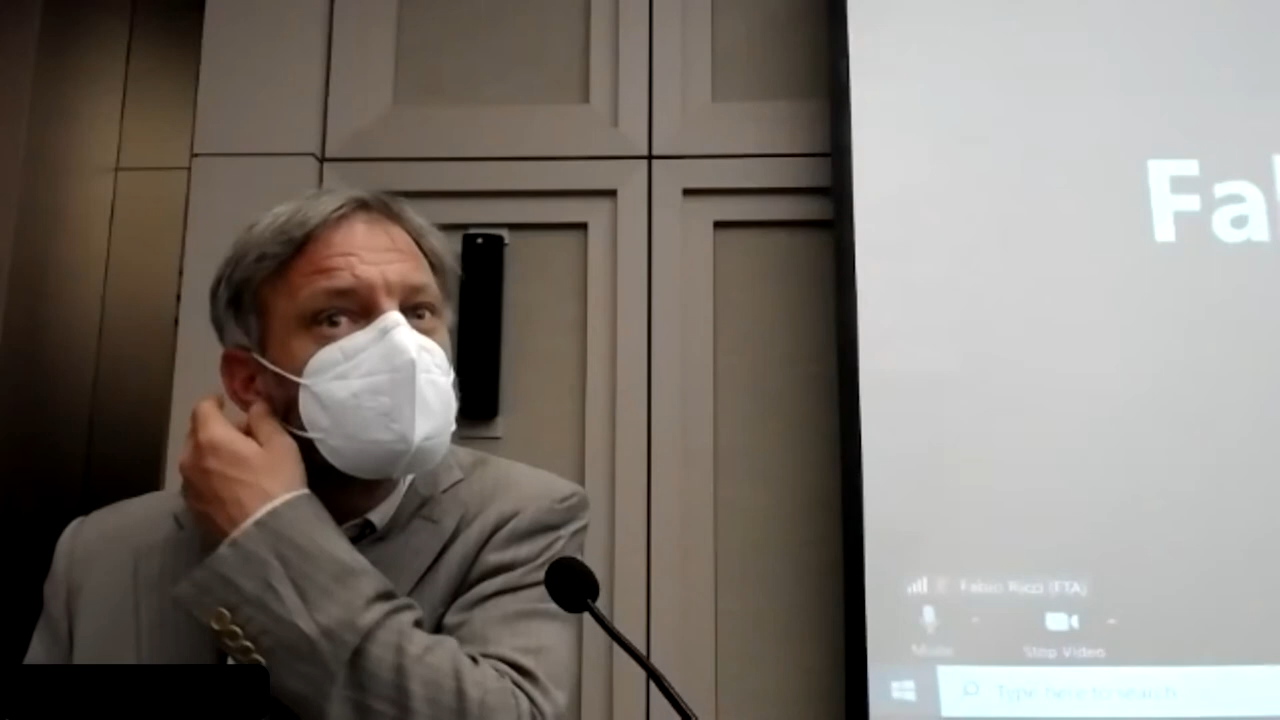 Fa
Fabio Ricci (FTA)
Mute
Stop Video
Type here to search